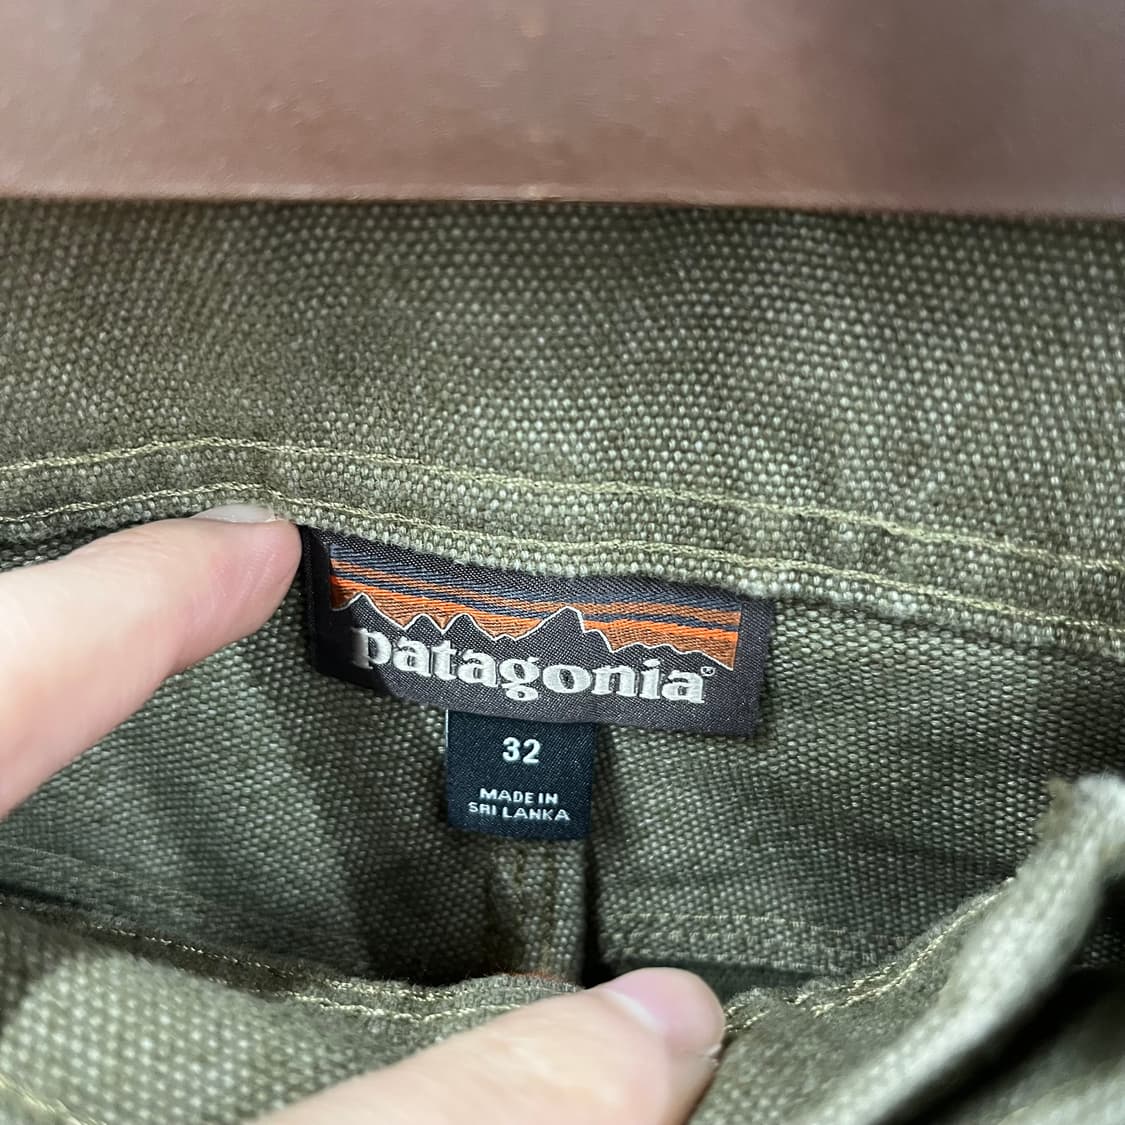 patagonia®
32
MADE IN
SRI LANKA